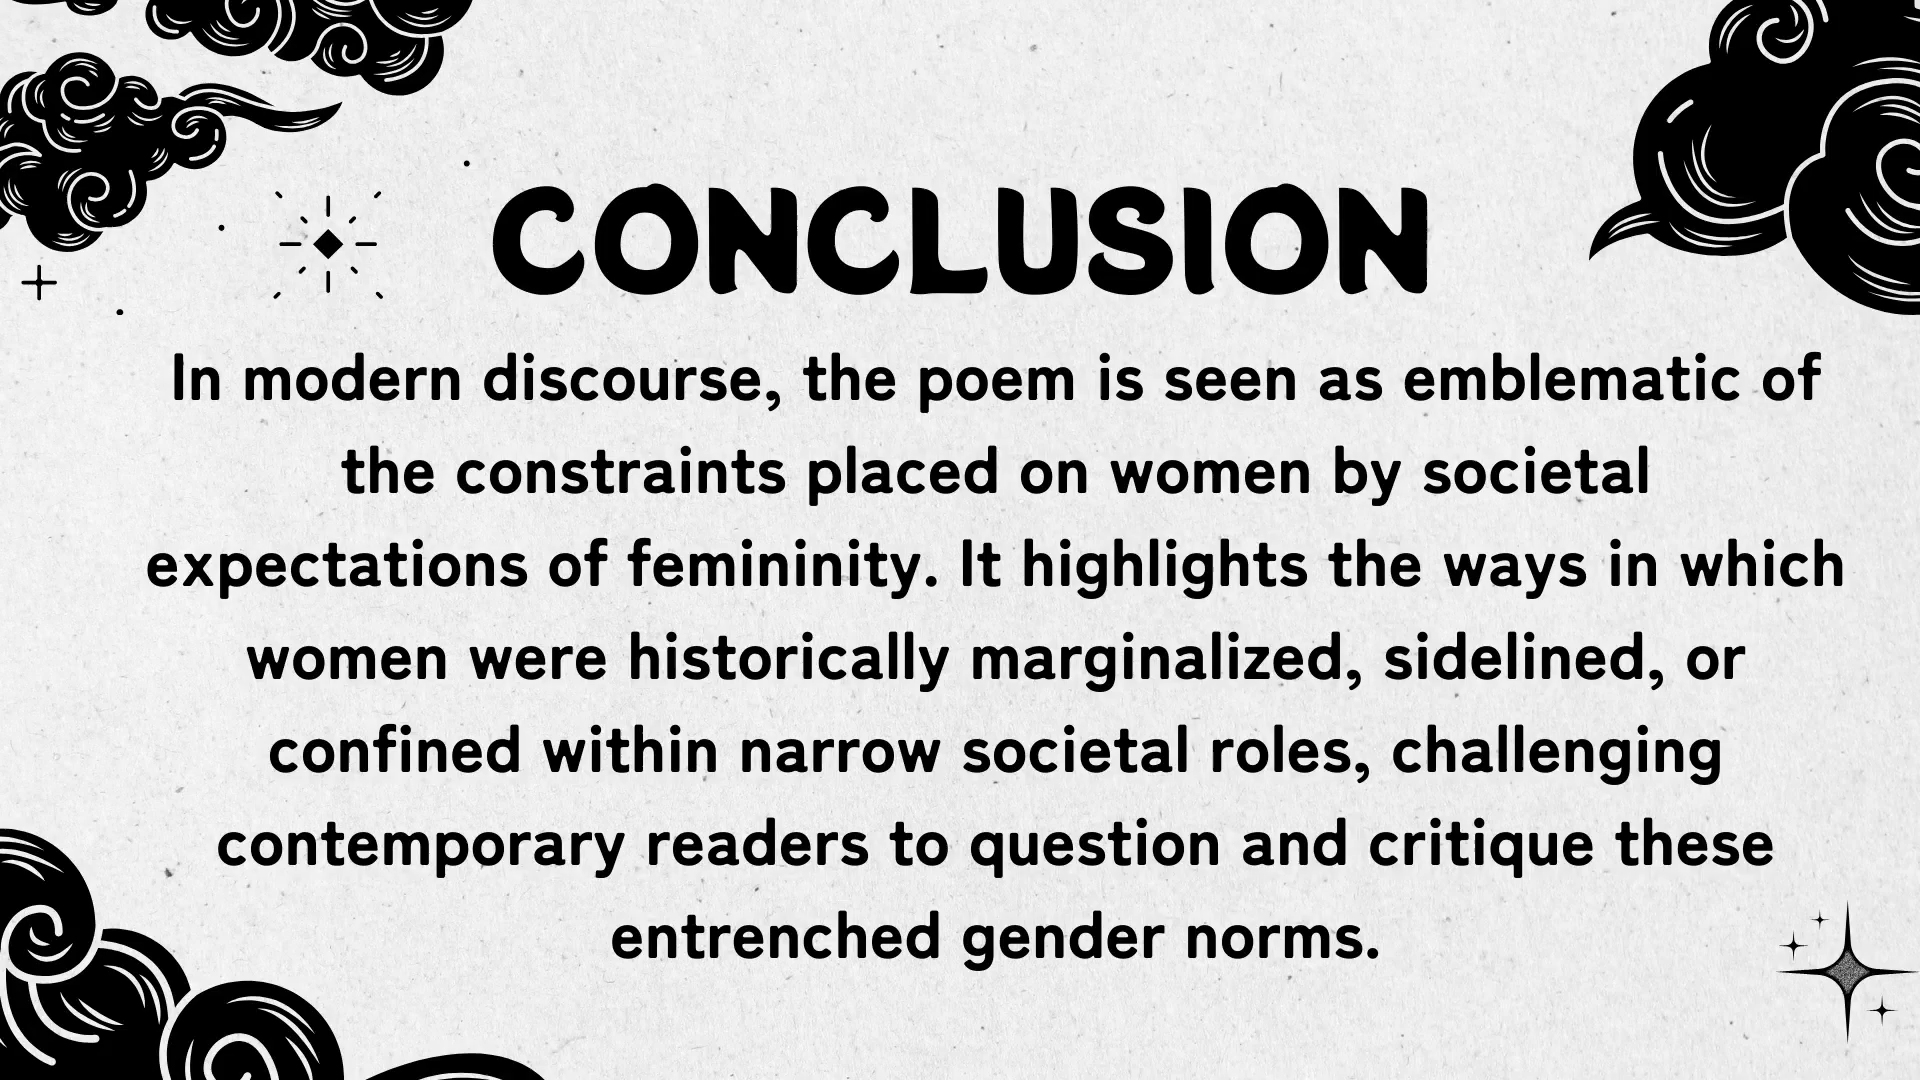 CONCLUSION
In modern discourse, the poem is seen as emblematic of
the constraints placed on women by societal
expectations of femininity. It highlights the ways in which
women were historically marginalized, sidelined, or
confined within narrow societal roles, challenging
contemporary readers to question and critique these
entrenched gender norms.